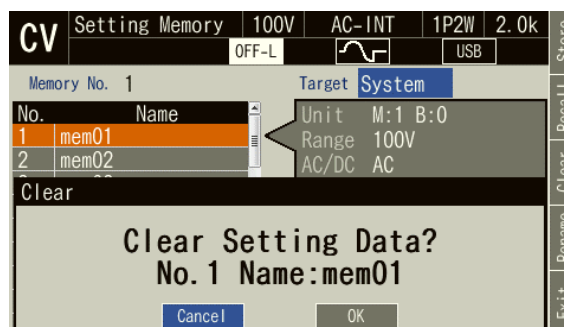 CV Setting Memory 100V AC-INT 1P2W 2.0k
OFF-L USB
Memory No. 1 Target System
No. Name
1 mem01
2 mem02
Unit M:1 B:0
Range 100V
AC/DC AC
Clear
Clear Setting Data?
No.1 Name:mem01
Cancel OK
Store
Recall
Clear
Rename
Exit